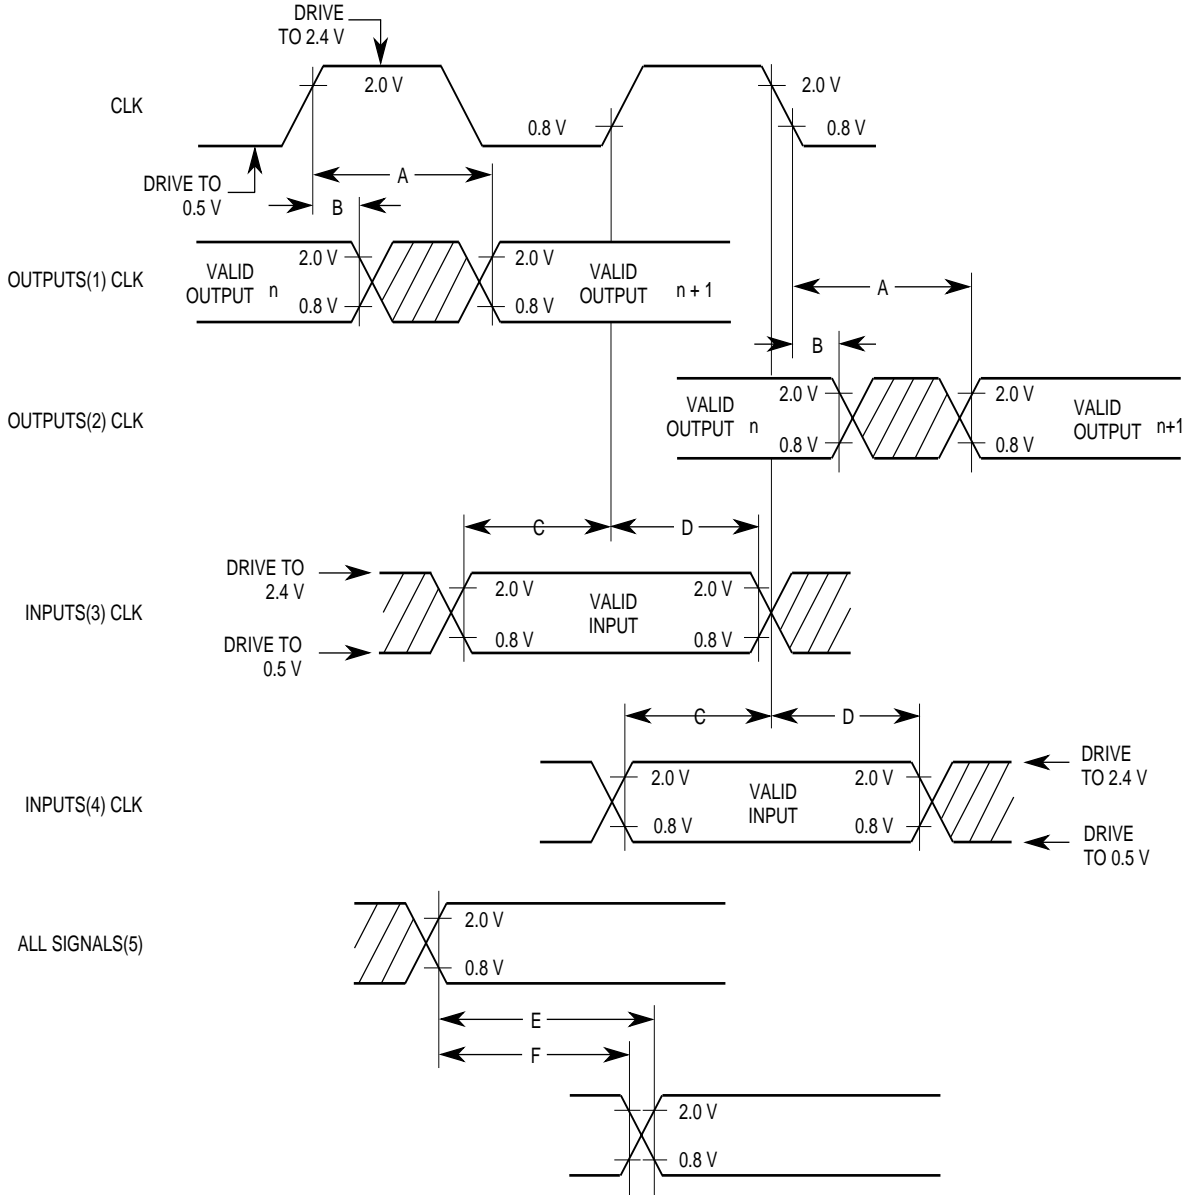 DRIVE
TO 2.4 V
CLK
2.0 V
2.0 V
0.8 V
0.8 V
DRIVE TO
0.5 V
A
B
OUTPUTS(1) CLK
VALID
OUTPUT n
2.0 V
0.8 V
2.0 V
0.8 V
VALID
OUTPUT n + 1
A
B
OUTPUTS(2) CLK
VALID
OUTPUT n
2.0 V
0.8 V
2.0 V
0.8 V
VALID
OUTPUT n+1
C
D
DRIVE TO
2.4 V
INPUTS(3) CLK
DRIVE TO
0.5 V
2.0 V
0.8 V
VALID
INPUT
2.0 V
0.8 V
C
D
INPUTS(4) CLK
2.0 V
0.8 V
VALID
INPUT
2.0 V
0.8 V
DRIVE
TO 2.4 V
DRIVE
TO 0.5 V
ALL SIGNALS(5)
2.0 V
0.8 V
E
F
2.0 V
0.8 V